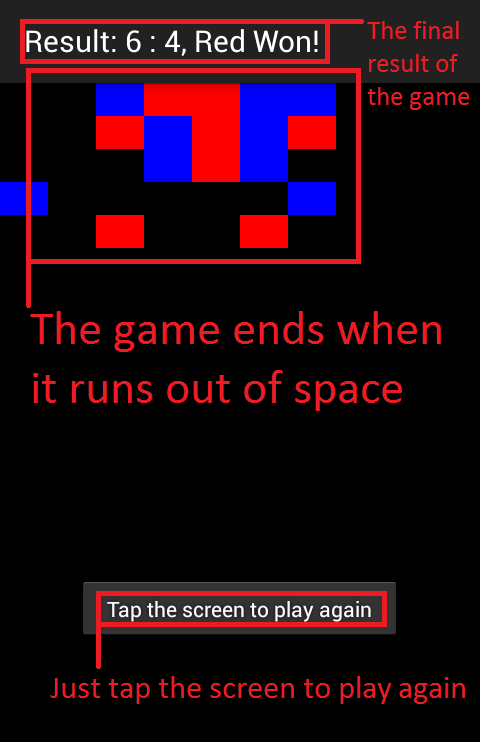 Result: 6 : 4, Red Won!
The final
result of
the game
The game ends when
it runs out of space
Tap the screen to play again
Just tap the screen to play again